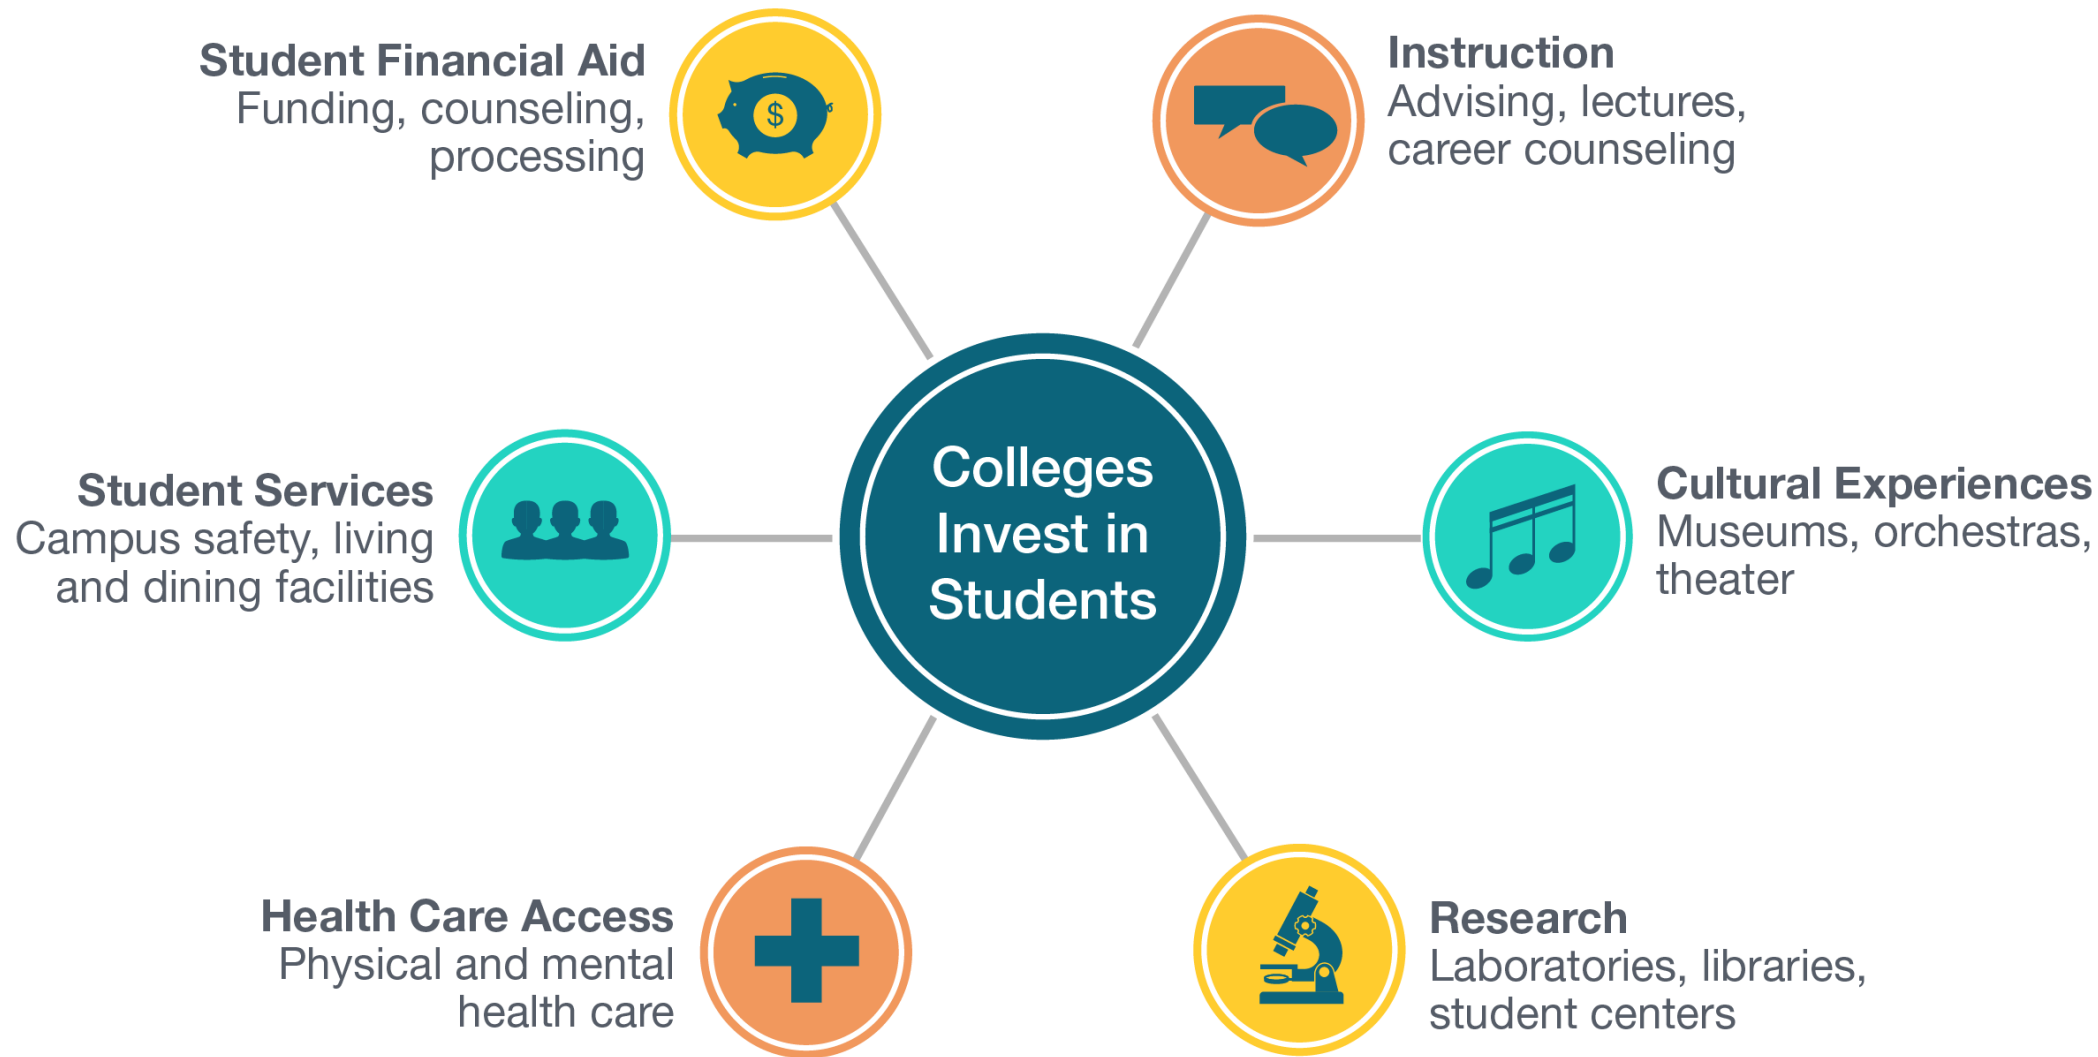 Student Financial Aid
Funding, counseling,
processing
$
Instruction
Advising, lectures,
career counseling
Student Services
Campus safety, living
and dining facilities
Colleges
Invest in
Students
Cultural Experiences
Museums, orchestras,
theater
Health Care Access
Physical and mental
health care
Research
Laboratories, libraries,
student centers